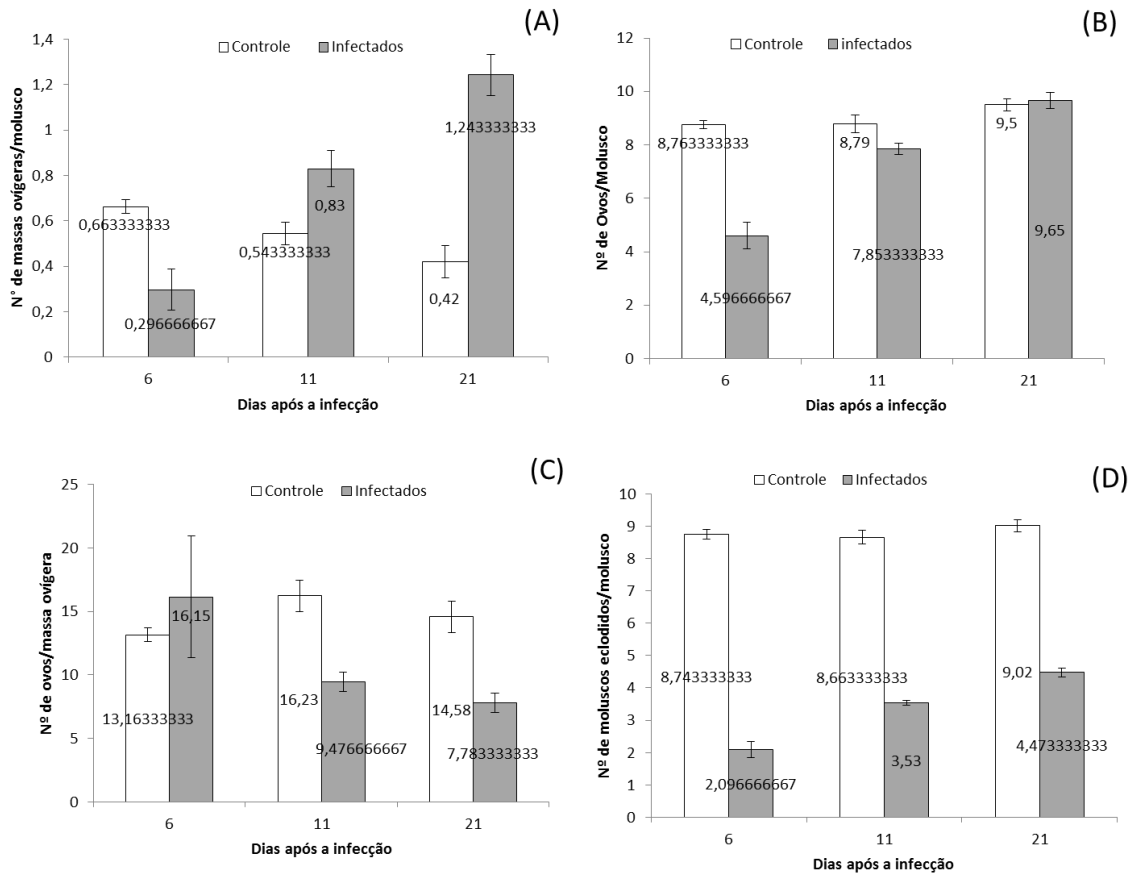 (A)
Controle Infectados
N° de massas ovígeras/molusco
1,4
1,2
1
0,8
0,6
0,4
0,2
0
0,663333333
0,296666667
0,543333333
0,83
0,42
1,243333333
6 11 21
Dias após a infecção
(B)
Controle infectados
Nº de Ovos/Molusco
12
10
8
6
4
2
0
8,763333333
4,596666667
8,79
7,853333333
9,5
9,65
6 11 21
Dias após a infecção
(C)
Controle Infectados
Nº de ovos/massa ovígera
25
20
15
10
5
0
13,16333333
16,15
16,23
9,476666667
14,58
7,783333333
6 11 21
Dias após a infecção
(D)
Controle Infectados
Nº de moluscos eclodidos/molusco
10
9
8
7
6
5
4
3
2
1
0
8,743333333
2,096666667
8,663333333
3,53
9,02
4,473333333
6 11 21
Dias após a infecção